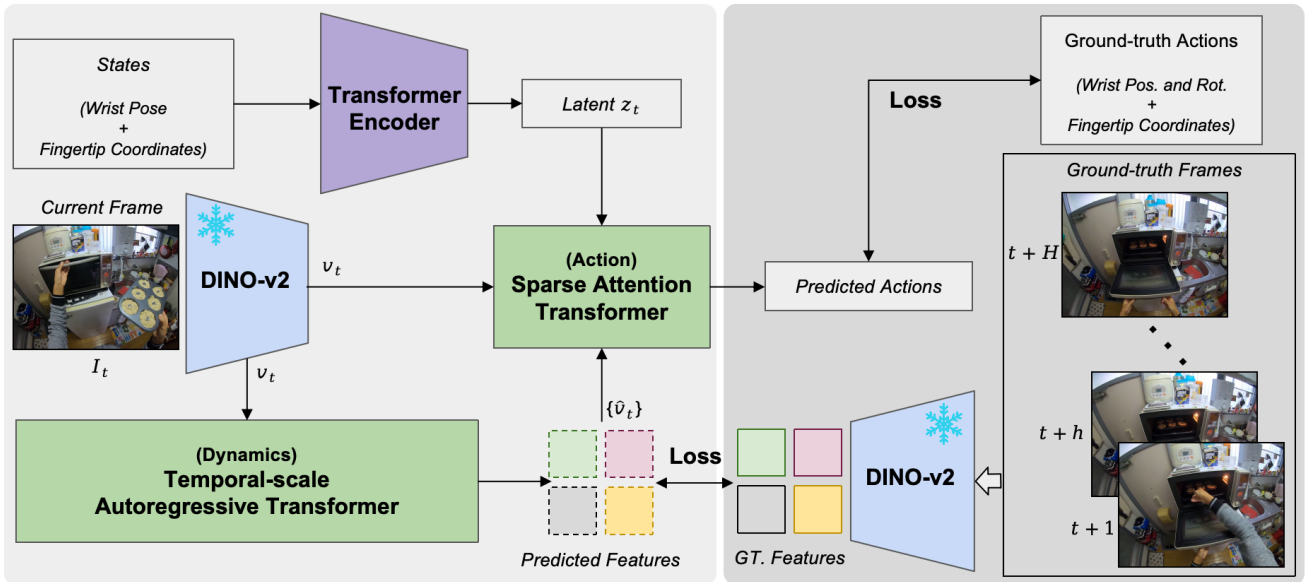 States
(Wrist Pose
+
Fingertip Coordinates)
Transformer
Encoder
Latent z_t
Current Frame
I_t
DINO-v2
v_t
v_t
(Action)
Sparse Attention
Transformer
{v̂_t}
(Dynamics)
Temporal-scale
Autoregressive Transformer
Predicted Features
Loss
Predicted Actions
Loss
Ground-truth Actions
(Wrist Pos. and Rot.
+
Fingertip Coordinates)
Ground-truth Frames
t + H
t + h
t + 1
DINO-v2
GT. Features